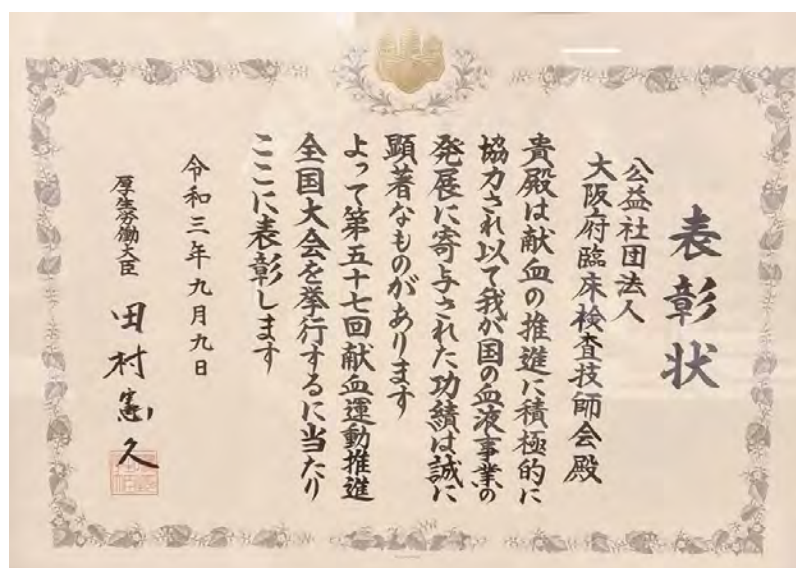 表彰状
公益社団法人
大阪府臨床検査技師会殿
貴殿は献血の推進に積極的に
協力され以て我が国の血液事業の
発展に寄与された功績は誠に
顕著なものがあります
よって第五十七回献血運動推進
全国大会を挙行するに当たり
ここに表彰します
令和三年九月九日
厚生労働大臣 田村憲久